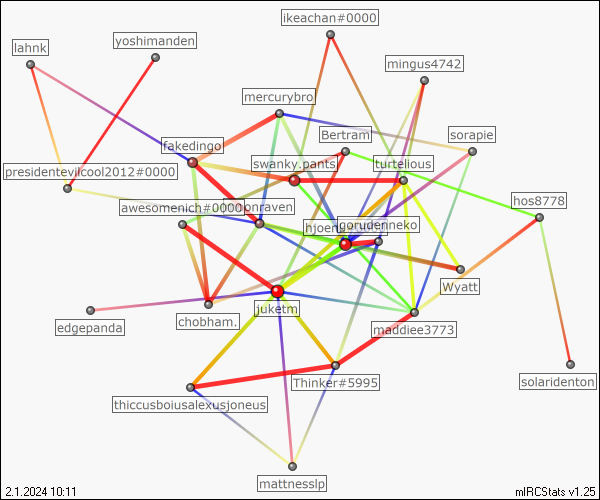 ikeachan#0000
yoshimanden
lahnk
mingus4742
mercurybro
Bertram
sorapie
fakedingo
swanky.pants
turtelious
presidentevilcool2012#0000
hos8778
awesomenich#0000
onraven
hjoen
gorudenneko
Wyatt
juketm
chobham.
edgepanda
maddiee3773
Thinker#5995
solaridenton
thiccusboiusalexusjoneus
mattnesslp
2.1.2024 10:11
mIRCStats v1.25